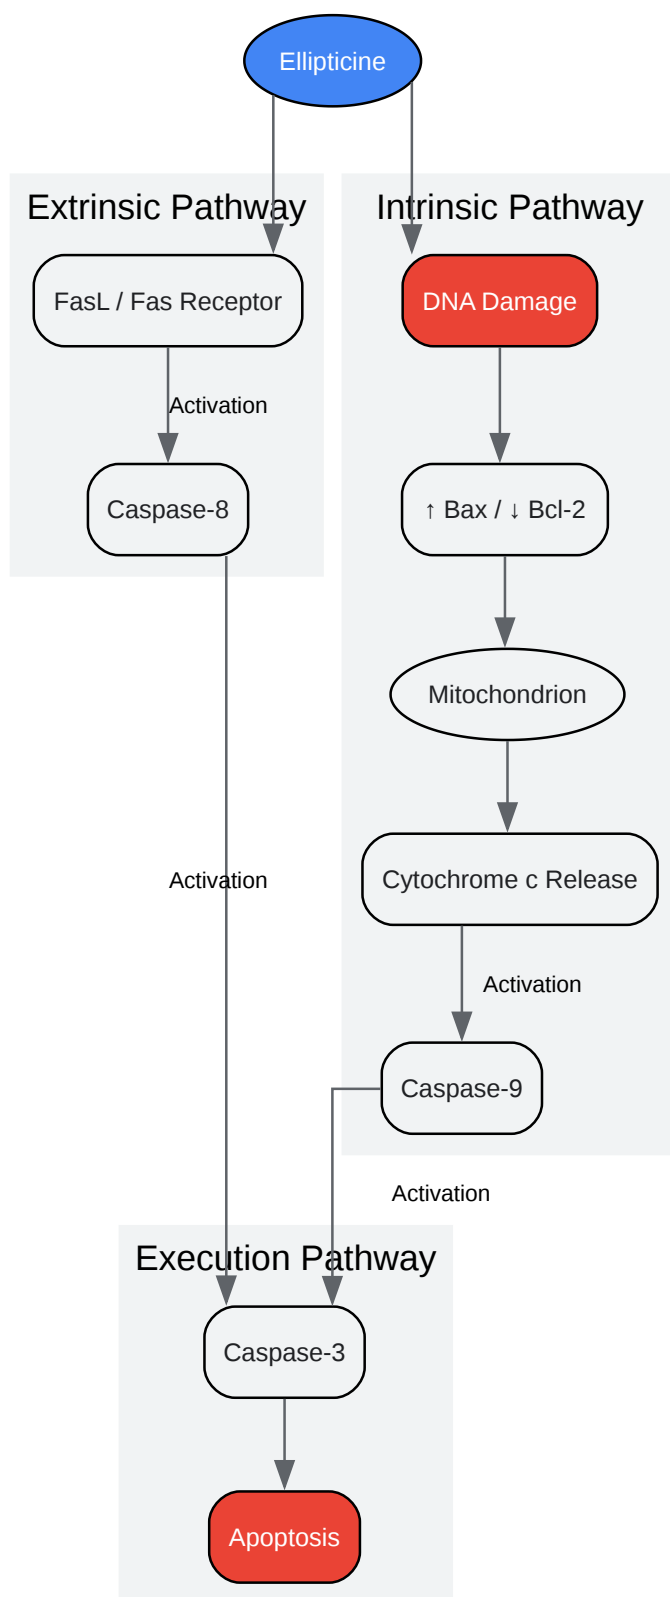 Ellipticine
Extrinsic Pathway
Intrinsic Pathway
FasL / Fas Receptor
DNA Damage
Activation
Caspase-8
↑ Bax / ↓ Bcl-2
Mitochondrion
Activation
Cytochrome c Release
Activation
Caspase-9
Activation
Execution Pathway
Caspase-3
Apoptosis